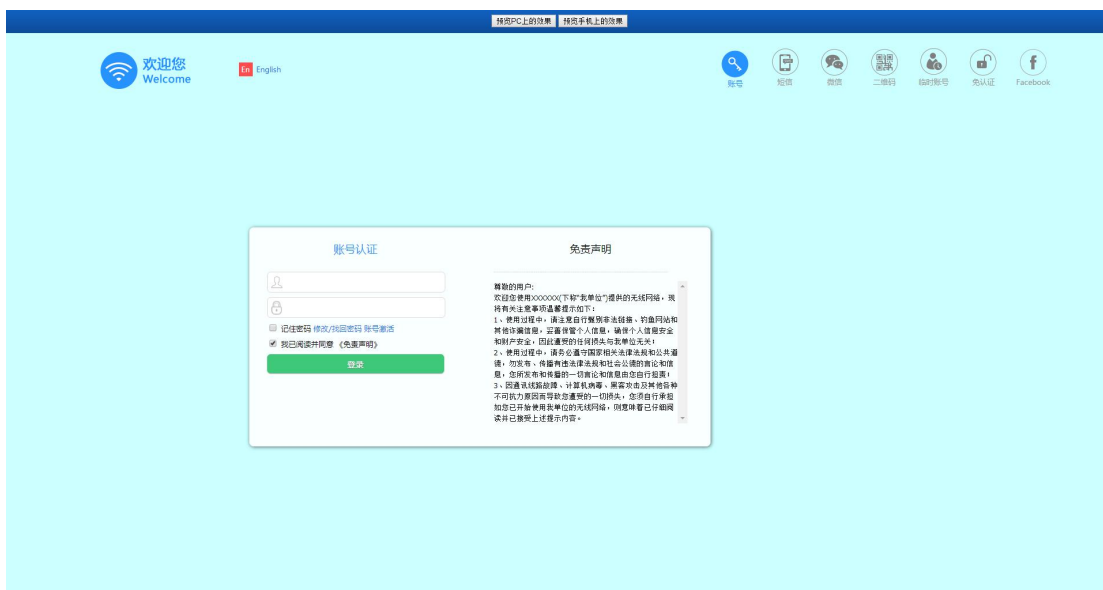 预览PC上的效果 预览手机上的效果
欢迎您
Welcome
En English
账号 短信 微信 二维码 临时账号 免认证 Facebook
账号认证
记住密码 修改/找回密码 账号激活
我已阅读并同意 《免责声明》
登录
免责声明
尊敬的用户:
欢迎您使用XXXXXX(下称“我单位”)提供的无线网络，现
将有关注意事项温馨提示如下：
1、使用过程中，请注意自行甄别非法链接、钓鱼网站和
其他诈骗信息，妥善保管个人信息，确保个人信息安全
和财产安全，因此遭受的任何损失与我单位无关！
2、使用过程中，请务必遵守国家相关法律法规和公共道
德，勿发布、传播有违法律法规和社会公德的言论和信
息，您所发布和传播的一切言论和信息由您自行担责！
3、因通讯线路故障、计算机病毒、黑客攻击及其他各种
不可抗力原因而导致您遭受的一切损失，您须自行承担
如您已开始使用我单位的无线网络，则意味着已仔细阅
读并已接受上述提示内容。